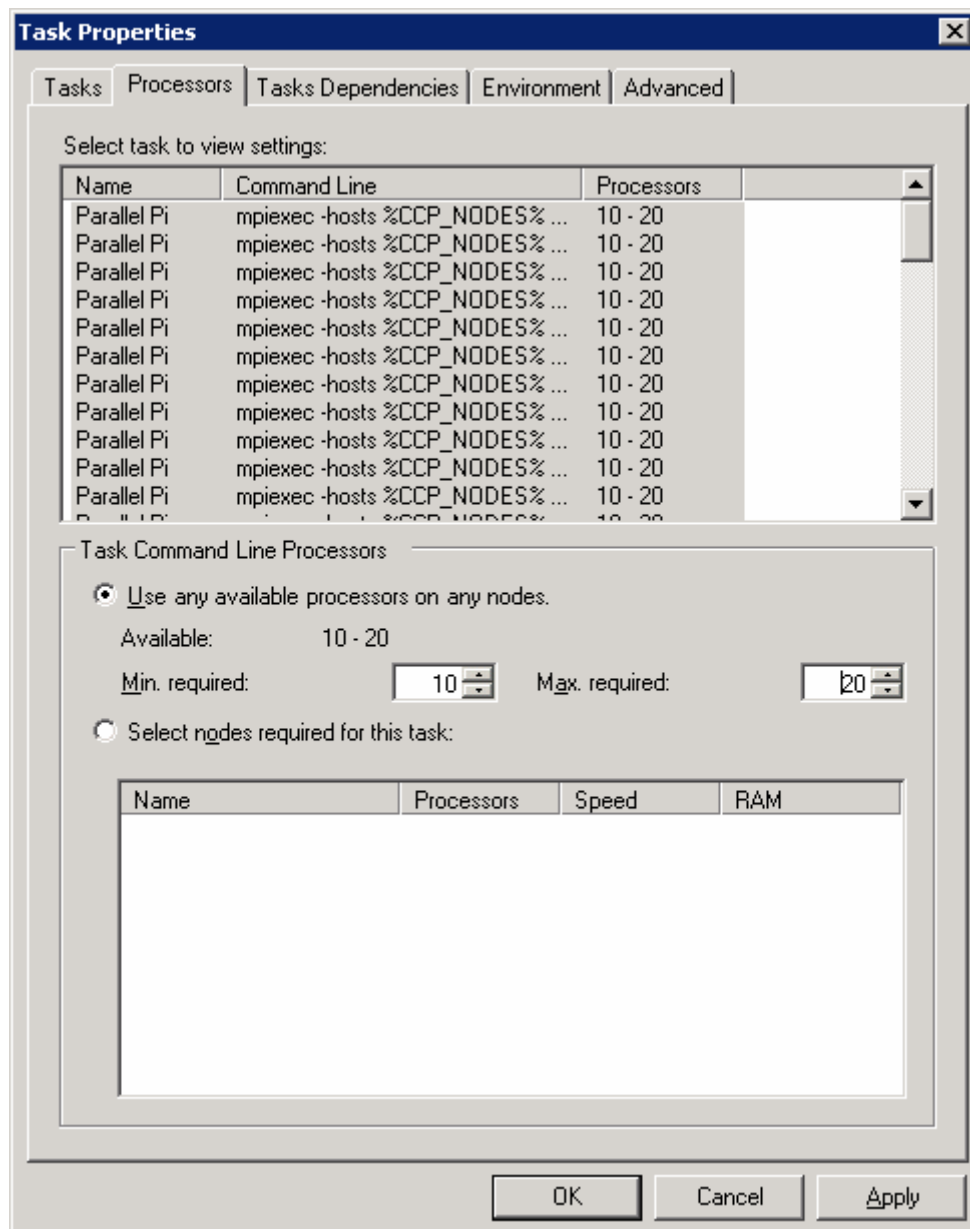 Task Properties
Tasks Processors Tasks Dependencies Environment Advanced
Select task to view settings:
Name Command Line Processors
Parallel Pi mpiexec -hosts %CCP_NODES% ... 10 - 20
Parallel Pi mpiexec -hosts %CCP_NODES% ... 10 - 20
Parallel Pi mpiexec -hosts %CCP_NODES% ... 10 - 20
Parallel Pi mpiexec -hosts %CCP_NODES% ... 10 - 20
Parallel Pi mpiexec -hosts %CCP_NODES% ... 10 - 20
Parallel Pi mpiexec -hosts %CCP_NODES% ... 10 - 20
Parallel Pi mpiexec -hosts %CCP_NODES% ... 10 - 20
Parallel Pi mpiexec -hosts %CCP_NODES% ... 10 - 20
Parallel Pi mpiexec -hosts %CCP_NODES% ... 10 - 20
Parallel Pi mpiexec -hosts %CCP_NODES% ... 10 - 20
Parallel Pi mpiexec -hosts %CCP_NODES% ... 10 - 20
Task Command Line Processors
Use any available processors on any nodes.
Available: 10 - 20
Min. required: 10 Max. required: 20
Select nodes required for this task:
Name Processors Speed RAM
OK Cancel Apply